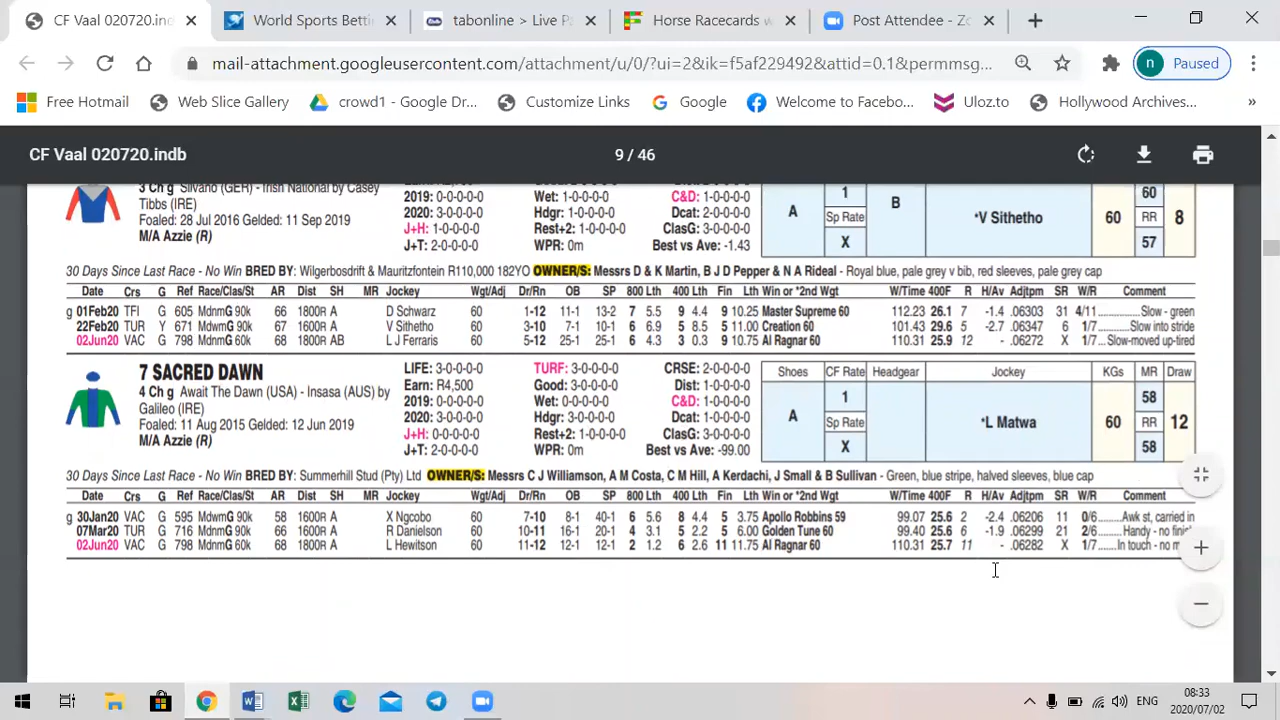 CF Vaal 020720.ind
World Sports Bett
tabonline > Live P
Horse Racecards w
Post Attendee - Zo
mail-attachment.googleusercontent.com/attachment/u/0/?ui=2&ik=f5af229492&attid=0.1&permmsg...
n Paused
Free Hotmail
Web Slice Gallery
crowd1 - Google Dr...
Customize Links
Google
Welcome to Facebo...
Uloz.to
Hollywood Archives...
»
CF Vaal 020720.indb
9 / 46
3 Ch g Silvano (GER) - Irish National by Casey
Tibbs (IRE)
Foaled: 28 Jul 2016 Gelded: 11 Sep 2019
M/A Azzie (R)
2019: 0-0-0-0-0
2020: 3-0-0-0-0
J+H: 1-0-0-0-0
J+T: 2-0-0-0-0
Wet: 1-0-0-0-0
Hdgr: 1-0-0-0-0
Rest+2: 1-0-0-0-0
WPR: 0m
C&D: 1-0-0-0-0
Dcat: 2-0-0-0-0
ClasG: 3-0-0-0-0
Best vs Ave: -1.43
A
1
Sp Rate
X
B
*V Sithetho
60
60
RR
57
8
30 Days Since Last Race - No Win BRED BY: Wilgerbosdrift & Mauritzfontein R110,000 182YO OWNER/S: Messrs D & K Martin, B J D Pepper & N A Rideal - Royal blue, pale grey v bib, red sleeves, pale grey cap
Date Crs G Ref Race/Clas/St AR Dist SH MR Jockey Wgt/Adj Dr/Rn OB SP 800 Lth 400 Lth Fin Lth Win or *2nd Wgt W/Time 400F R H/Av Adjtpm SR W/R Comment
g 01Feb20 TFI G 605 MdnmG 90k 66 1800R A D Schwarz 60 1-12 11-1 13-2 7 5.5 9 4.4 9 10.25 Master Supreme 60 112.23 26.1 7 -1.4 .06303 31 4/11 ......Slow - green
22Feb20 TUR Y 671 MdwmG 90k 67 1600R A V Sithetho 60 3-10 7-1 10-1 6 6.9 5 8.5 5 11.00 Creation 60 101.43 29.6 5 -2.7 .06347 6 1/7 .....Slow into stride
02Jun20 VAC G 798 MdnmG 60k 68 1800R AB L J Ferraris 60 5-12 25-1 25-1 6 4.3 3 0.3 9 10.75 Al Ragnar 60 110.31 25.9 12 - .06272 X 1/7 ...Slow-moved up-tired
7 SACRED DAWN
4 Ch g Await The Dawn (USA) - Insasa (AUS) by
Galileo (IRE)
Foaled: 11 Aug 2015 Gelded: 12 Jun 2019
M/A Azzie (R)
LIFE: 3-0-0-0-0
Earn: R4,500
2019: 0-0-0-0-0
2020: 3-0-0-0-0
J+H: 0-0-0-0-0
J+T: 2-0-0-0-0
TURF: 3-0-0-0-0
Good: 3-0-0-0-0
Wet: 0-0-0-0-0
Hdgr: 3-0-0-0-0
Rest+2: 1-0-0-0-0
WPR: 0m
CRSE: 2-0-0-0-0
Dist: 1-0-0-0-0
C&D: 1-0-0-0-0
Dcat: 1-0-0-0-0
ClasG: 3-0-0-0-0
Best vs Ave: -99.00
Shoes CF Rate Headgear Jockey KGs MR Draw
A
1
Sp Rate
X
*L Matwa
60
58
RR
58
12
30 Days Since Last Race - No Win BRED BY: Summerhill Stud (Pty) Ltd OWNER/S: Messrs C J Williamson, A M Costa, C M Hill, A Kerdachi, J Small & B Sullivan - Green, blue stripe, halved sleeves, blue cap
Date Crs G Ref Race/Clas/St AR Dist SH MR Jockey Wgt/Adj Dr/Rn OB SP 800 Lth 400 Lth Fin Lth Win or *2nd Wgt W/Time 400F R H/Av Adjtpm SR W/R Comment
g 30Jan20 VAC G 595 MdwmG 90k 58 1600R A X Ngcobo 60 7-10 8-1 40-1 6 5.6 8 4.4 5 3.75 Apollo Robbins 59 99.07 25.6 2 -2.4 .06206 11 0/6 ......Awk st, carried in
07Mar20 TUR G 716 MdwmG 90k 66 1600R A R Danielson 60 10-11 16-1 20-1 4 3.1 5 2.2 5 6.00 Golden Tune 60 99.40 25.6 6 -1.9 .06299 21 2/6 .......Handy - no fini
02Jun20 VAC G 798 MdnmG 60k 68 1800R A L Hewitson 60 11-12 12-1 12-1 2 1.2 6 2.6 11 11.75 Al Ragnar 60 110.31 25.7 11 - .06282 X 1/7 ......In touch - no m
ENG
08:33
2020/07/02